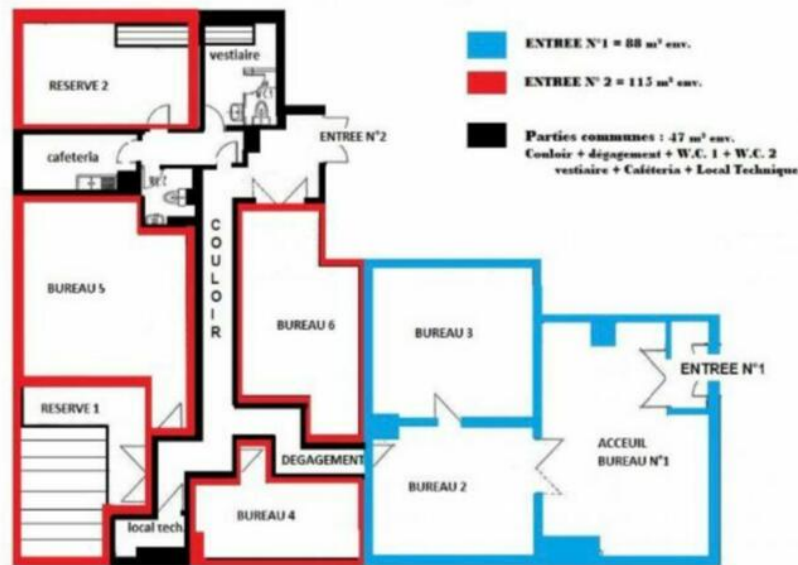 vestiaire
RESERVE 2
ENTREE N°2
cafeteria
COULOIR
BUREAU 5
BUREAU 6
BUREAU 3
RESERVE 1
ENTREE N°1
ACCEUIL
BUREAU N°1
DEGAGEMENT
BUREAU 2
BUREAU 4
local tech.
ENTREE N°1 = 88 m² env.
ENTREE N° 2 = 115 m² env.
Parties communes : 47 m² env.
Couloir + dégagement + W.C. 1 + W.C. 2
vestiaire + Caféteria + Local Technique